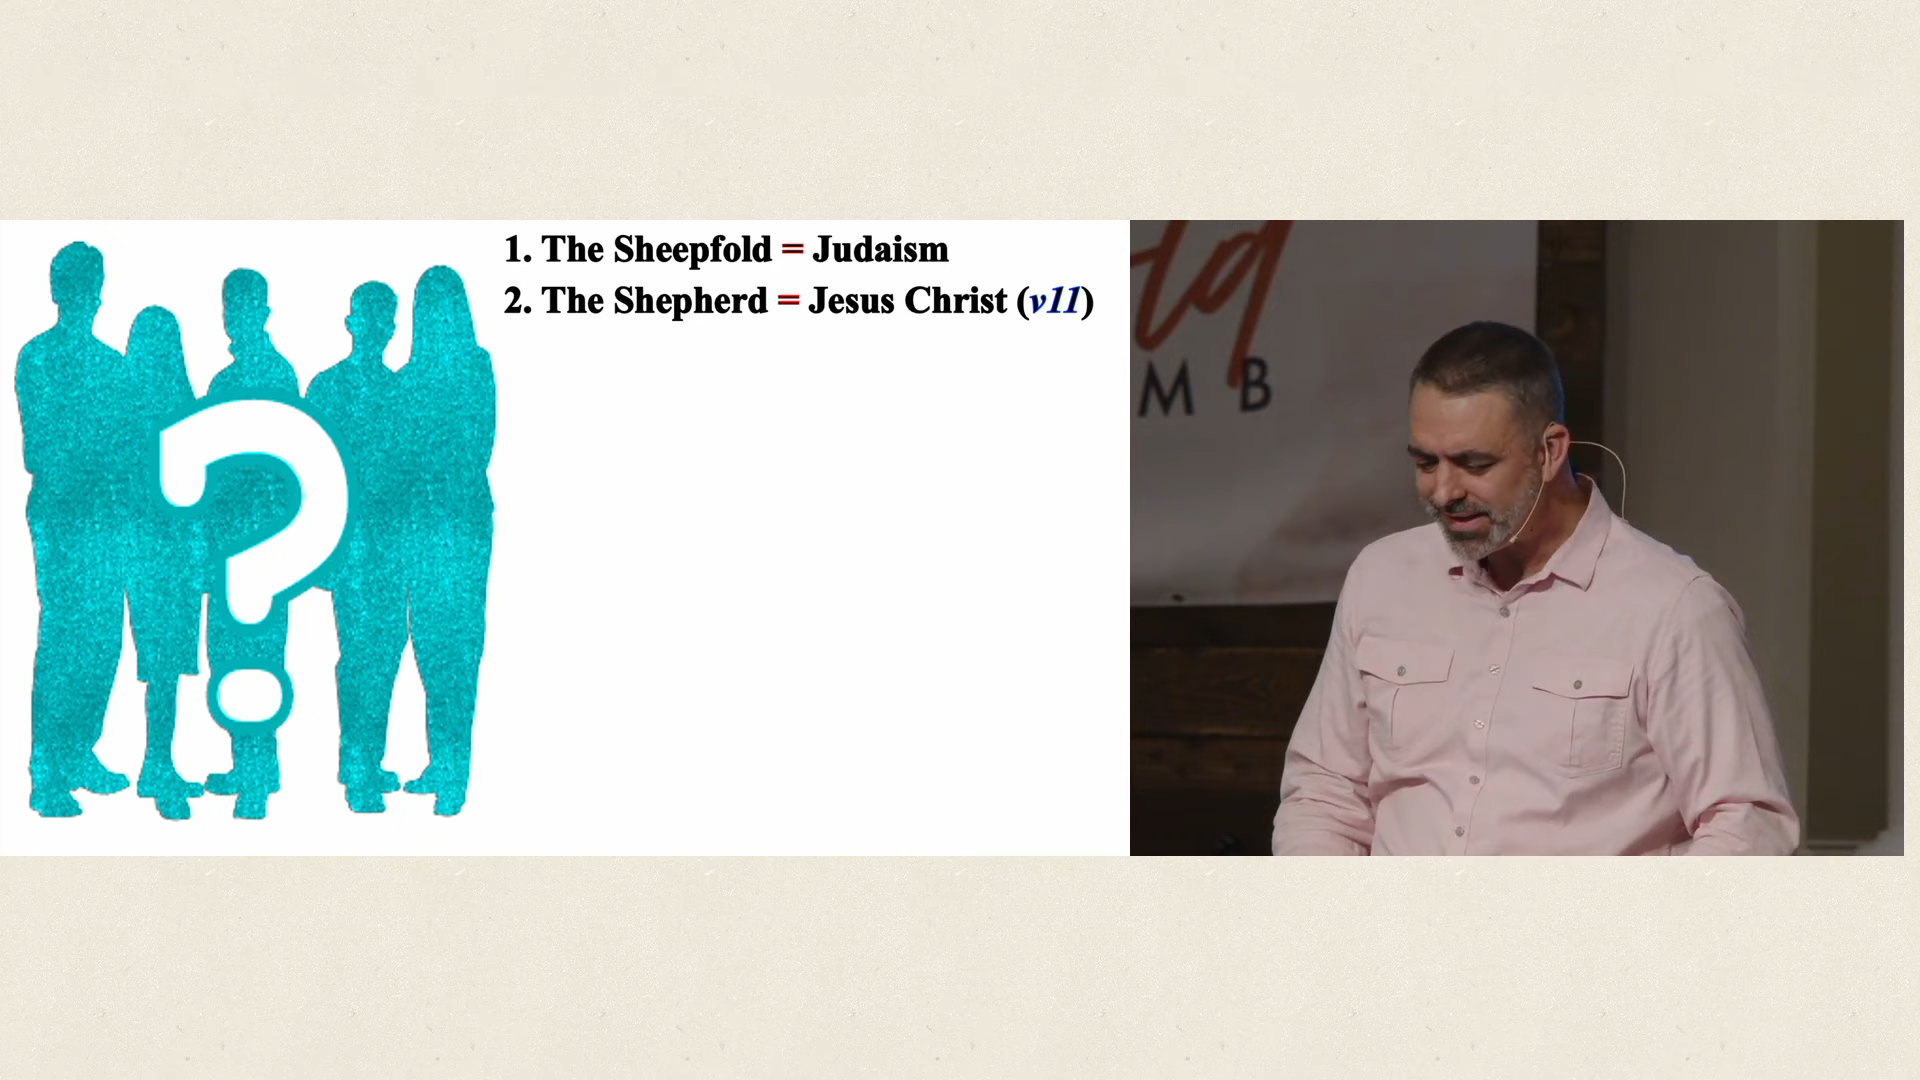 1. The Sheepfold = Judaism
2. The Shepherd = Jesus Christ (v11)
M B